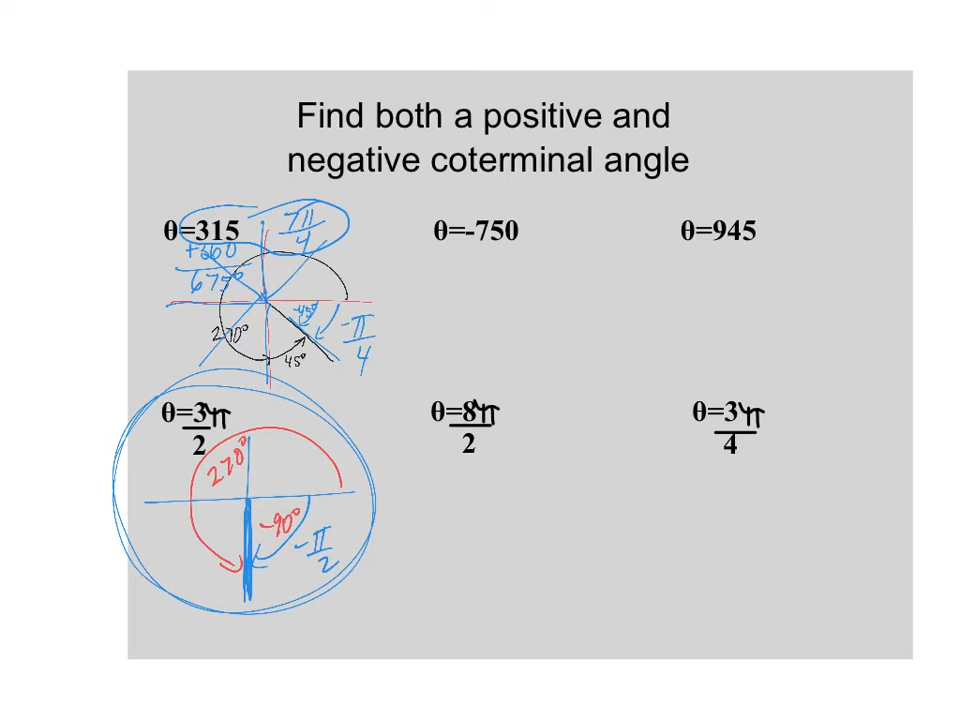 Find both a positive and
negative coterminal angle
θ=315
7π
4
+360
675°
-45°
-π
4
270°
45°
θ=-750
θ=945
θ=3π
2
270°
-90°
-π
2
θ=8π
2
θ=3π
4